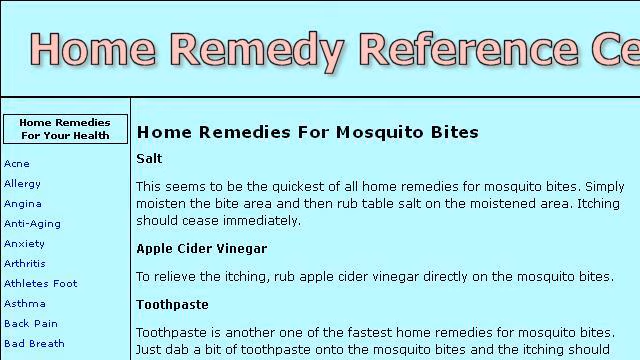 Home Remedy Reference Ce
Home Remedies
For Your Health
Acne
Allergy
Angina
Anti-Aging
Anxiety
Arthritis
Athletes Foot
Asthma
Back Pain
Bad Breath
Home Remedies For Mosquito Bites
Salt
This seems to be the quickest of all home remedies for mosquito bites. Simply
moisten the bite area and then rub table salt on the moistened area. Itching
should cease immediately.
Apple Cider Vinegar
To relieve the itching, rub apple cider vinegar directly on the mosquito bites.
Toothpaste
Toothpaste is another one of the fastest home remedies for mosquito bites.
Just dab a bit of toothpaste onto the mosquito bites and the itching should